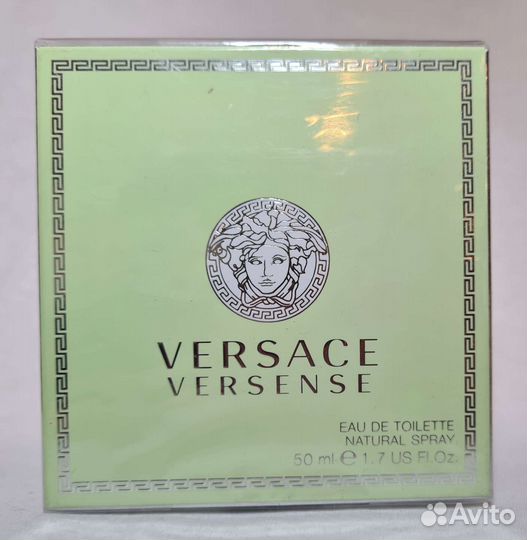 VERSACE
VERSENSE
EAU DE TOILETTE
NATURAL SPRAY
50 ml ℮ 1.7 US Fl.Oz.
Avito